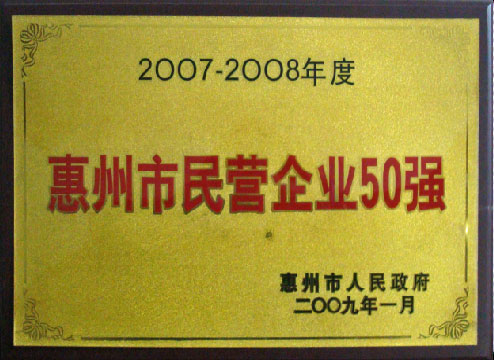 2007-2008年度
惠州市民营企业50强
惠州市人民政府
二〇〇九年一月